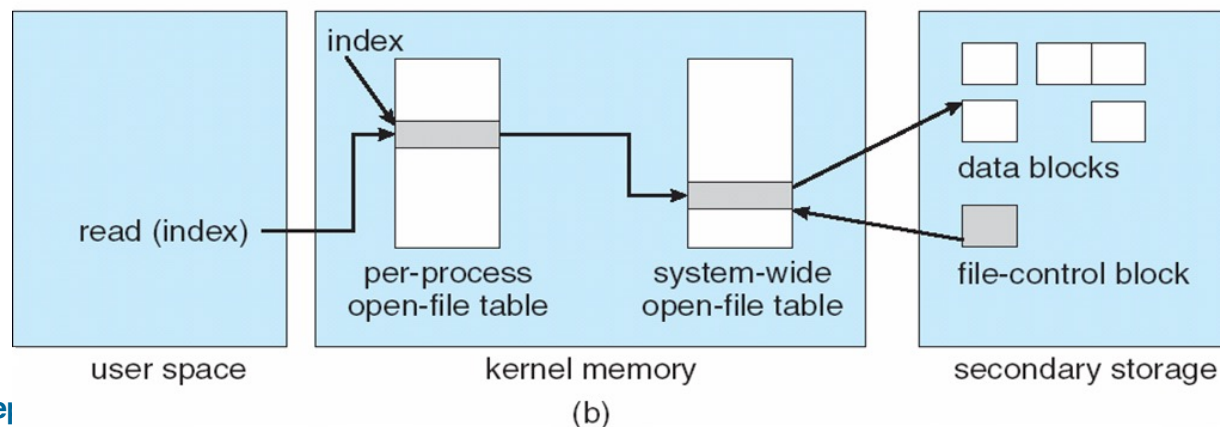 index
read (index)
per-process
open-file table
system-wide
open-file table
data blocks
file-control block
user space
kernel memory
secondary storage
(b)